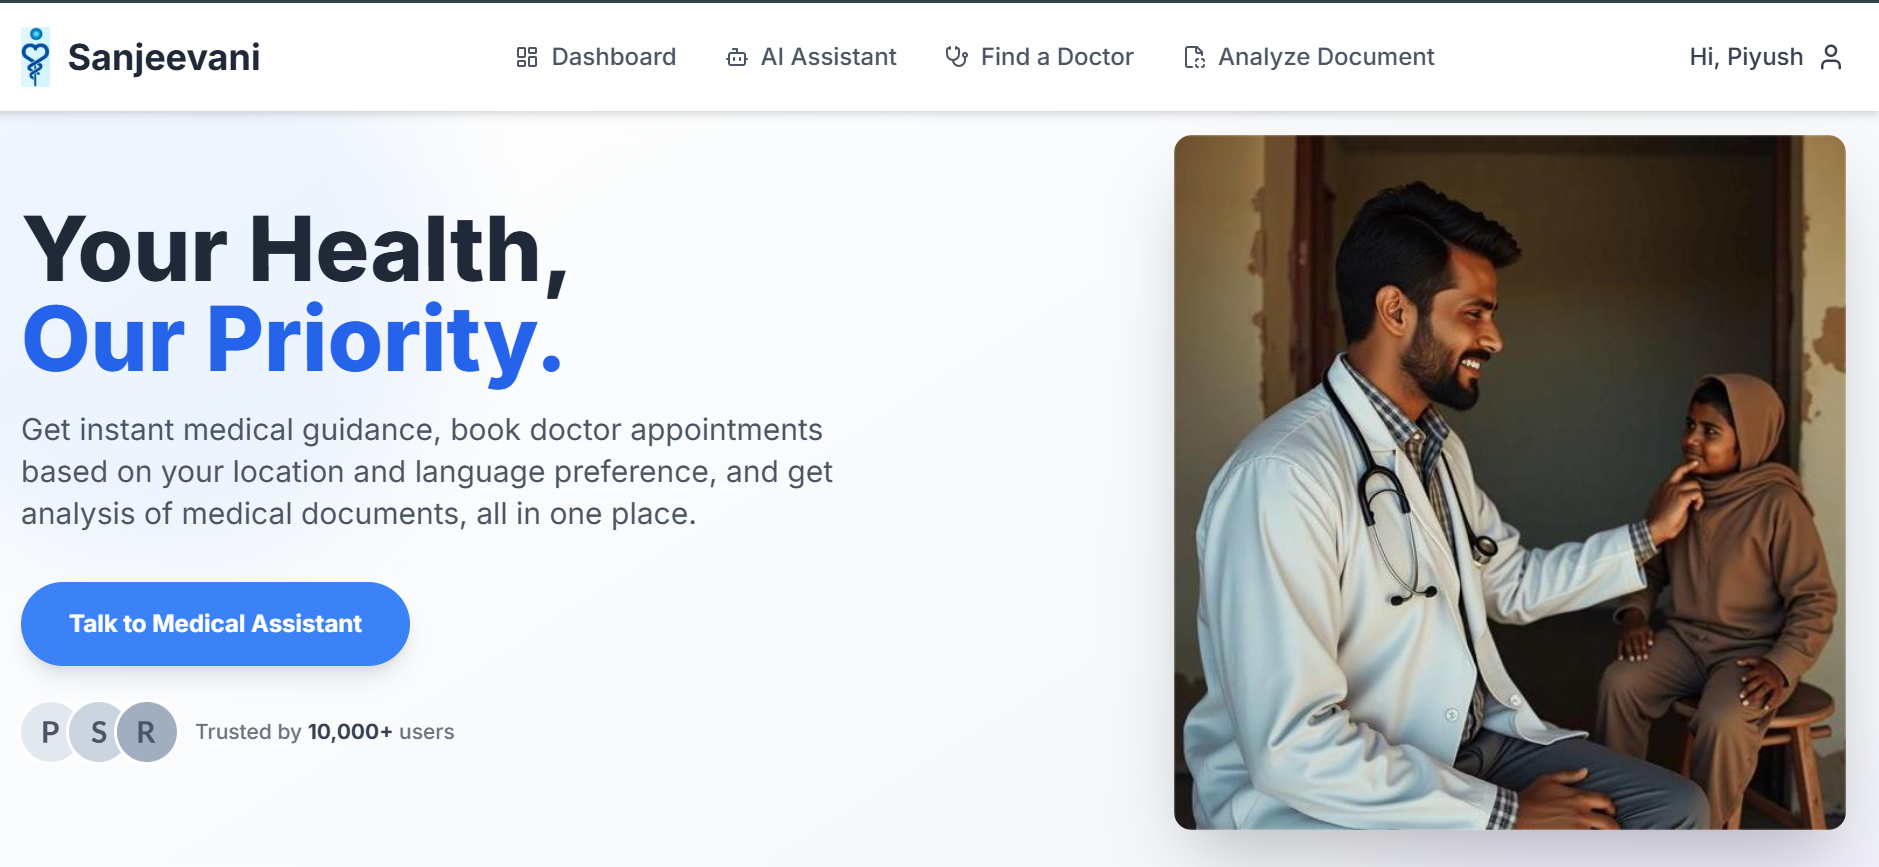 Sanjeevani
Dashboard
AI Assistant
Find a Doctor
Analyze Document
Hi, Piyush
Your Health,
Our Priority.
Get instant medical guidance, book doctor appointments
based on your location and language preference, and get
analysis of medical documents, all in one place.
Talk to Medical Assistant
P S R Trusted by 10,000+ users